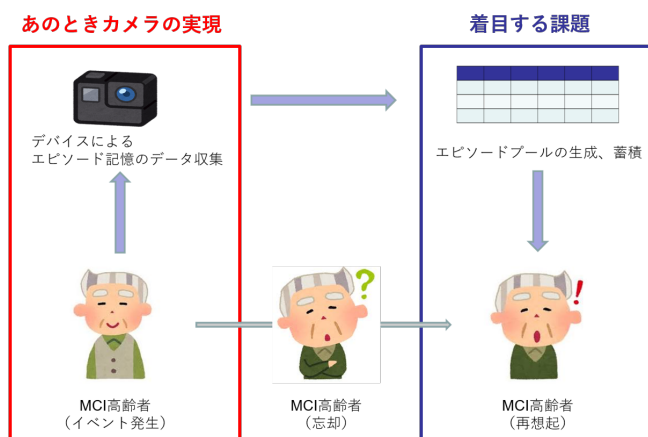 あのときカメラの実現
着目する課題
デバイスによる
エピソード記憶のデータ収集
エピソードプールの生成、蓄積
?
!
MCI高齢者
(イベント発生)
MCI高齢者
(忘却)
MCI高齢者
(再想起)